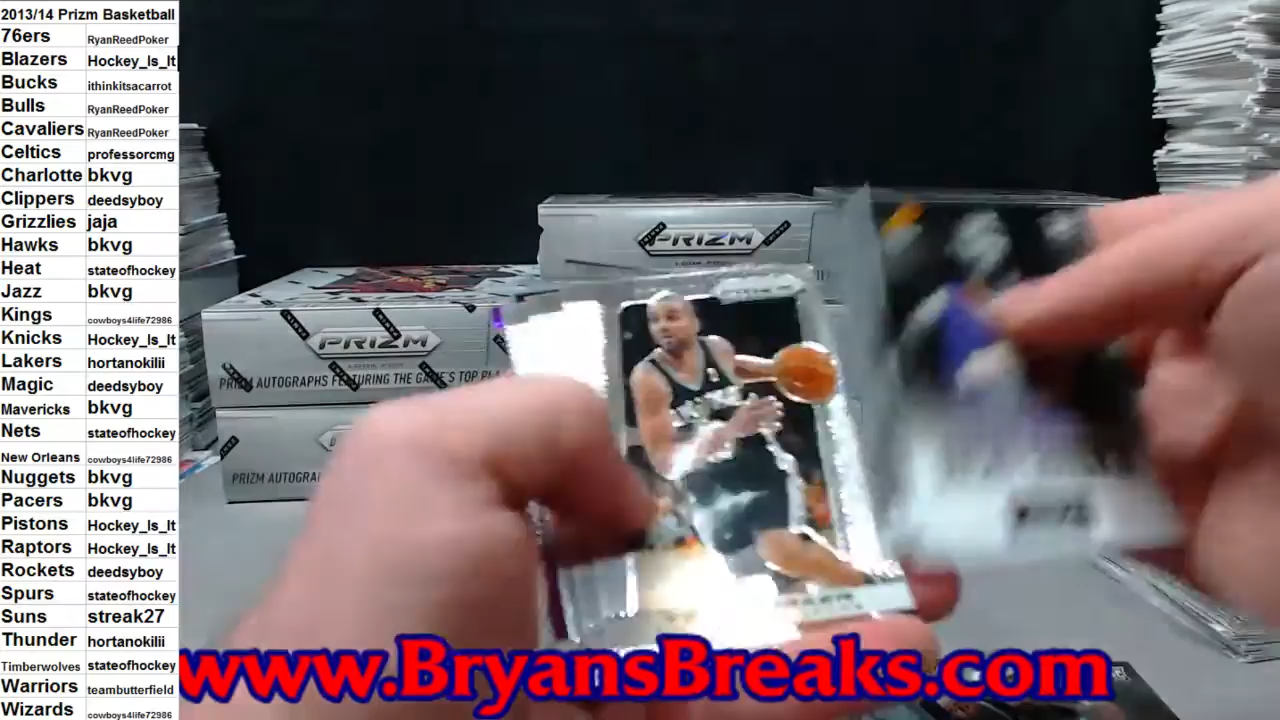 2013/14 Prizm Basketball
76ers RyanReedPoker
Blazers Hockey_Is_It
Bucks ithinkitsacarrot
Bulls RyanReedPoker
Cavaliers RyanReedPoker
Celtics professorcmg
Charlotte bkvg
Clippers deedsyboy
Grizzlies jaja
Hawks bkvg
Heat stateofhockey
Jazz bkvg
Kings cowboys4life72986
Knicks Hockey_Is_It
Lakers hortanokilii
Magic deedsyboy
Mavericks bkvg
Nets stateofhockey
New Orleans cowboys4life72986
Nuggets bkvg
Pacers bkvg
Pistons Hockey_Is_It
Raptors Hockey_Is_It
Rockets deedsyboy
Spurs stateofhockey
Suns streak27
Thunder hortanokilii
Timberwolves stateofhockey
Warriors teambutterfield
Wizards cowboys4life72986
PRIZM
PRIZM
PRIZM AUTOGRAPHS FEATURING THE GAME'S TOP
PRIZM
www.BryansBreaks.com